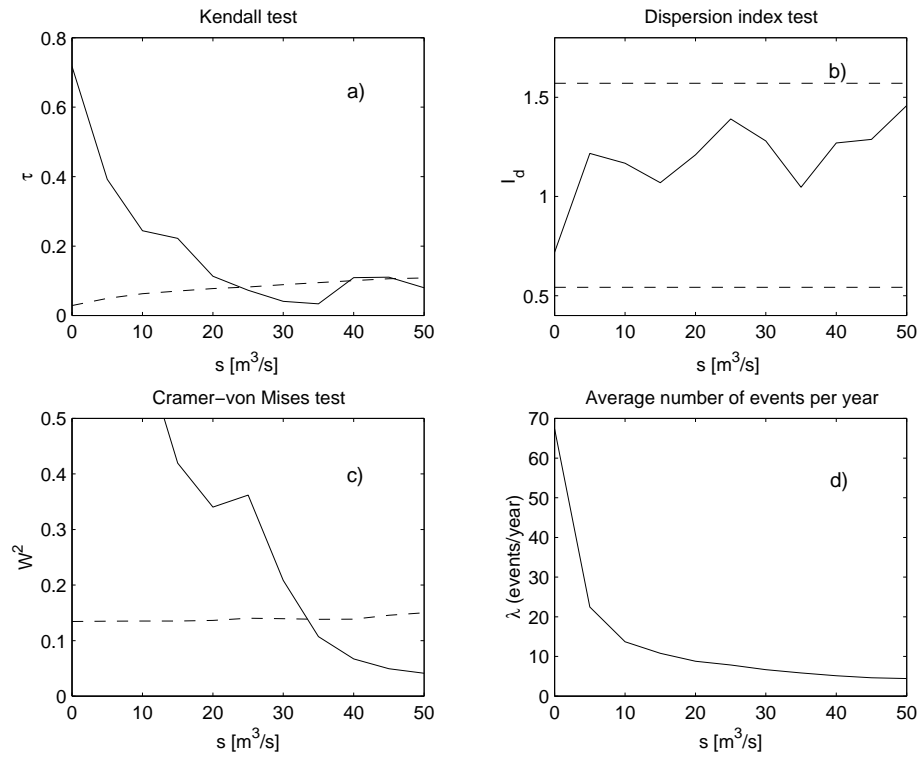 Kendall test
a)
τ
0.8
0.6
0.4
0.2
0
0 10 20 30 40 50
s [m³/s]
Dispersion index test
b)
I_d
1.5
1
0.5
0 10 20 30 40 50
s [m³/s]
Cramer−von Mises test
c)
W²
0.5
0.4
0.3
0.2
0.1
0
0 10 20 30 40 50
s [m³/s]
Average number of events per year
d)
λ (events/year)
70
60
50
40
30
20
10
0
0 10 20 30 40 50
s [m³/s]